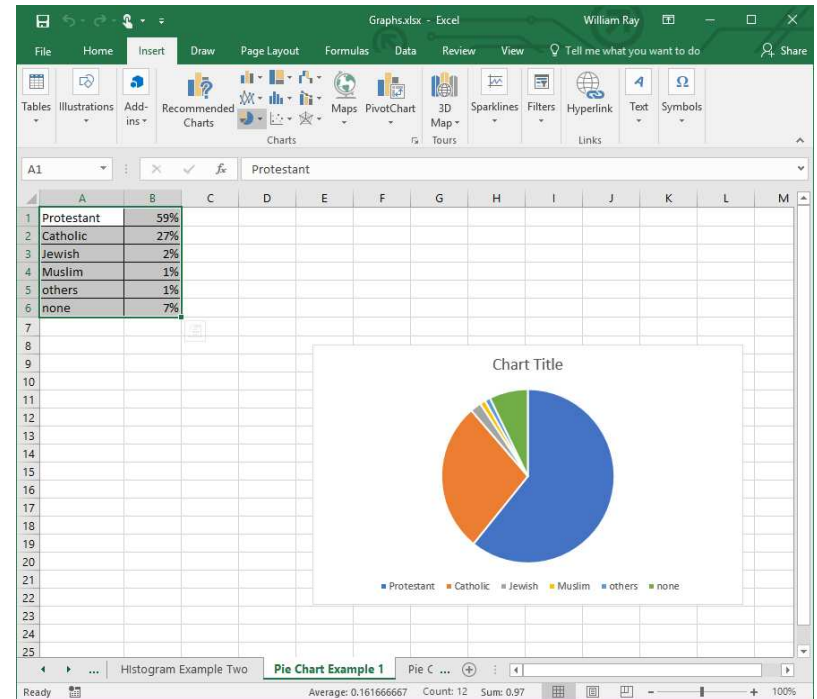 Graphs.xlsx - Excel William Ray
File Home Insert Draw Page Layout Formulas Data Review View Tell me what you want to do Share
Tables Illustrations Add-ins Recommended Charts Maps PivotChart 3D Map Sparklines Filters Hyperlink Text Symbols
Charts Tours Links
A1 fx Protestant
A B C D E F G H I J K L M
1 Protestant 59%
2 Catholic 27%
3 Jewish 2%
4 Muslim 1%
5 others 1%
6 none 7%
7
8
9
10
11
12
13
14
15
16
17
18
19
20
21
22
23
24
25
Chart Title
Protestant Catholic Jewish Muslim others none
... HIstogram Example Two Pie Chart Example 1 Pie C ...
Ready Average: 0.161666667 Count: 12 Sum: 0.97 100%